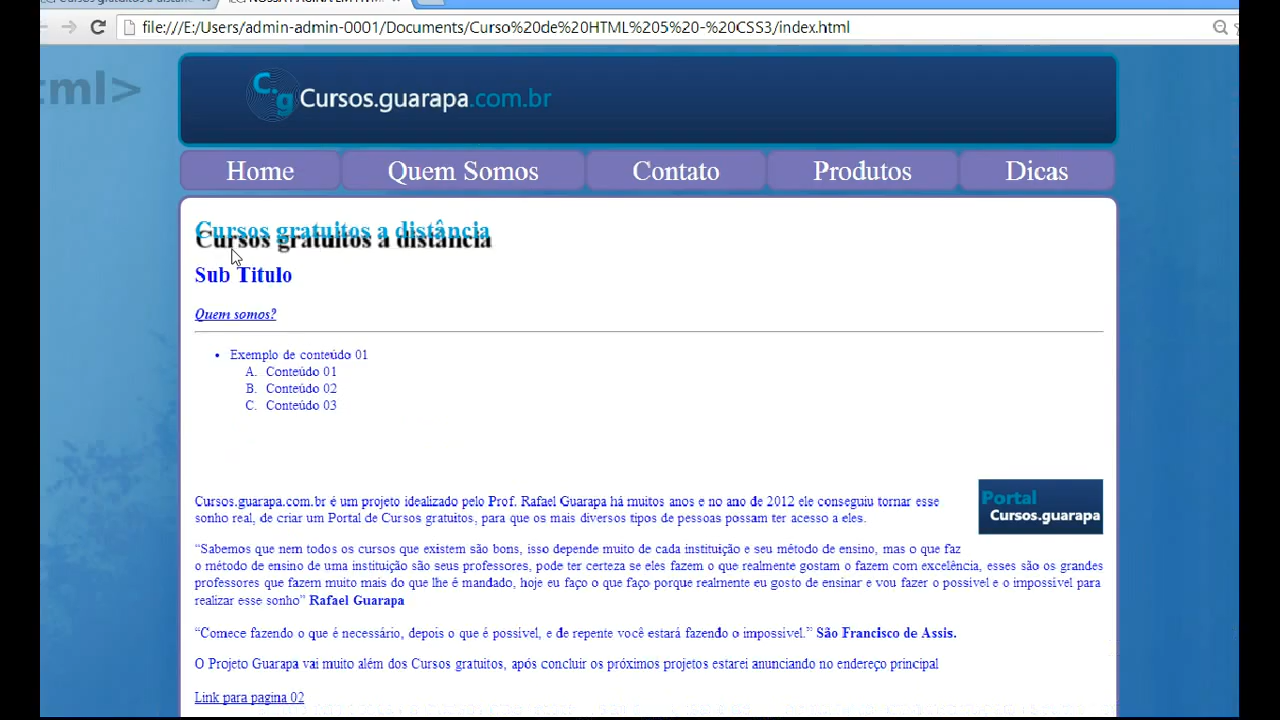 file:///E:/Users/admin-admin-0001/Documents/Curso%20de%20HTML%205%20-%20CSS3/index.html
tml>
C.g Cursos.guarapa.com.br
Home Quem Somos Contato Produtos Dicas
Cursos gratuitos a distância
Sub Titulo
Quem somos?
• Exemplo de conteúdo 01
A. Conteúdo 01
B. Conteúdo 02
C. Conteúdo 03
Portal
Cursos.guarapa
Cursos.guarapa.com.br é um projeto idealizado pelo Prof. Rafael Guarapa há muitos anos e no ano de 2012 ele conseguiu tornar esse
sonho real, de criar um Portal de Cursos gratuitos, para que os mais diversos tipos de pessoas possam ter acesso a eles.
“Sabemos que nem todos os cursos que existem são bons, isso depende muito de cada instituição e seu método de ensino, mas o que faz
o método de ensino de uma instituição são seus professores, pode ter certeza se eles fazem o que realmente gostam o fazem com excelência, esses são os grandes
professores que fazem muito mais do que lhe é mandado, hoje eu faço o que faço porque realmente eu gosto de ensinar e vou fazer o possível e o impossível para
realizar esse sonho” Rafael Guarapa
“Comece fazendo o que é necessário, depois o que é possível, e de repente você estará fazendo o impossível.” São Francisco de Assis.
O Projeto Guarapa vai muito além dos Cursos gratuitos, após concluir os próximos projetos estarei anunciando no endereço principal
Link para pagina 02